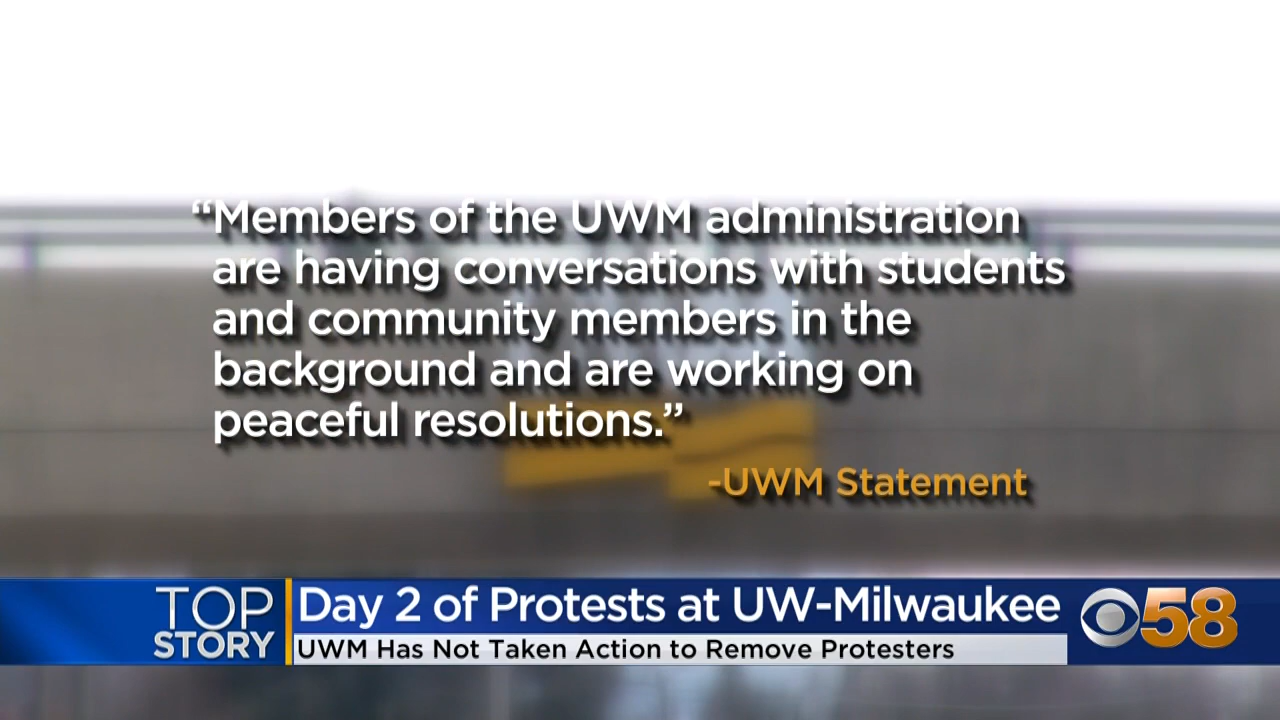 “Members of the UWM administration
are having conversations with students
and community members in the
background and are working on
peaceful resolutions.”
-UWM Statement
TOP
STORY
Day 2 of Protests at UW-Milwaukee
UWM Has Not Taken Action to Remove Protesters
58